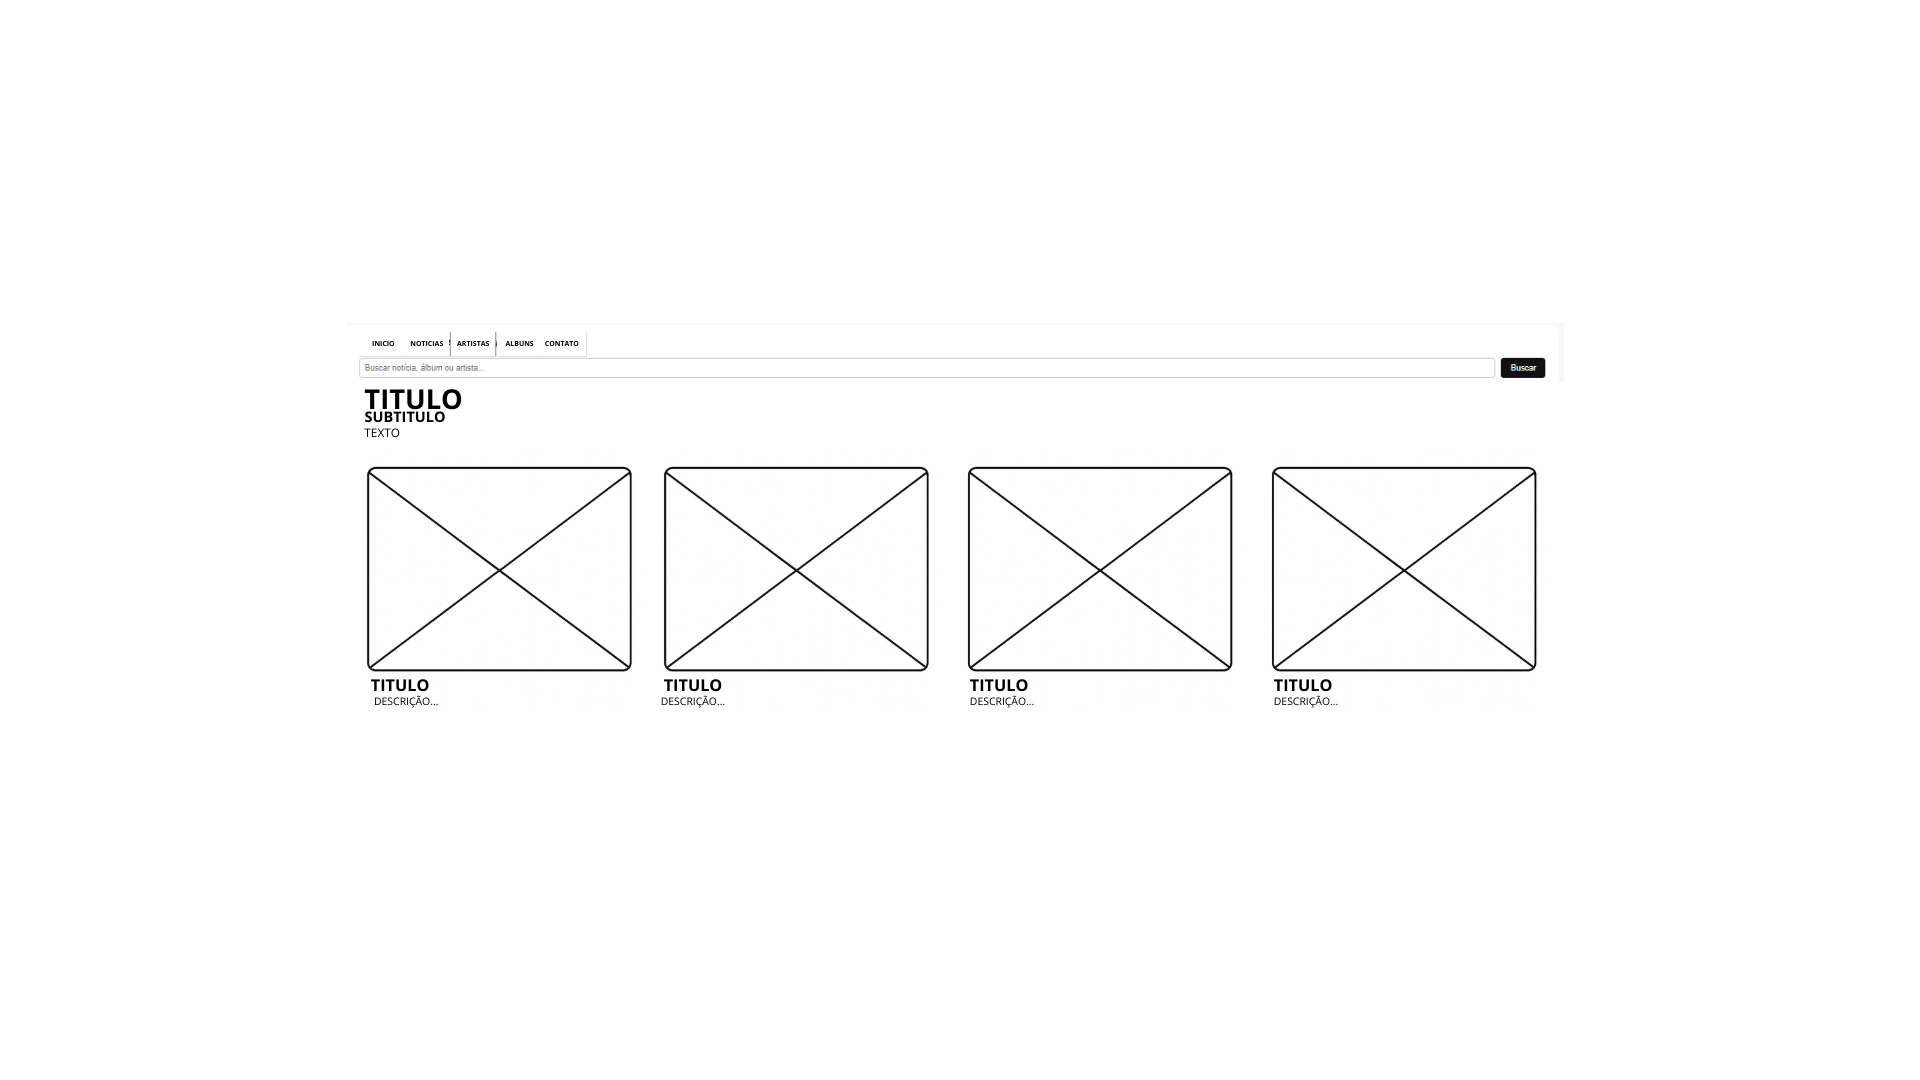 INICIO NOTICIAS ARTISTAS ALBUNS CONTATO
Buscar notícia, álbum ou artista... Buscar
TITULO
SUBTITULO
TEXTO
TITULO TITULO TITULO TITULO
DESCRIÇÃO... DESCRIÇÃO... DESCRIÇÃO... DESCRIÇÃO...